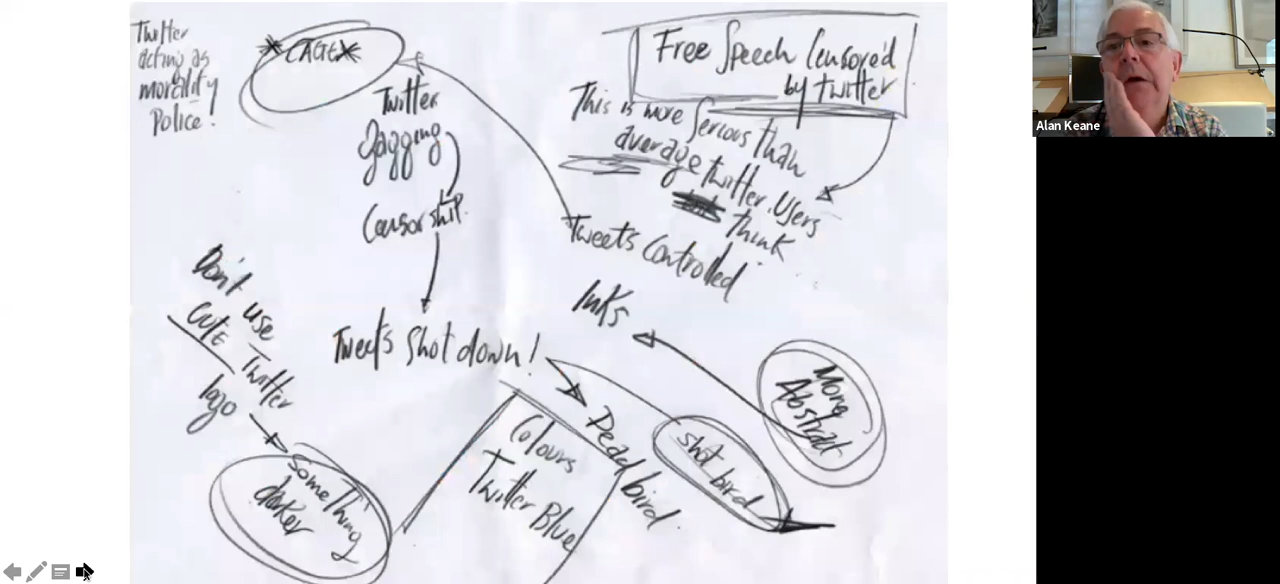 Twitter
acting as
morality
Police!
CAGE
Twitter
Gagging
Censorship.
Tweets Shot down!
Free Speech Censored
by twitter
This is more Serious than
average twitter Users
think
Tweets Controlled
Inks
More
Abstract
Shot bird
Dead bird.
Colours
Twitter Blue
Don't use
Cute Twitter
logo
Something
darker
Alan Keane